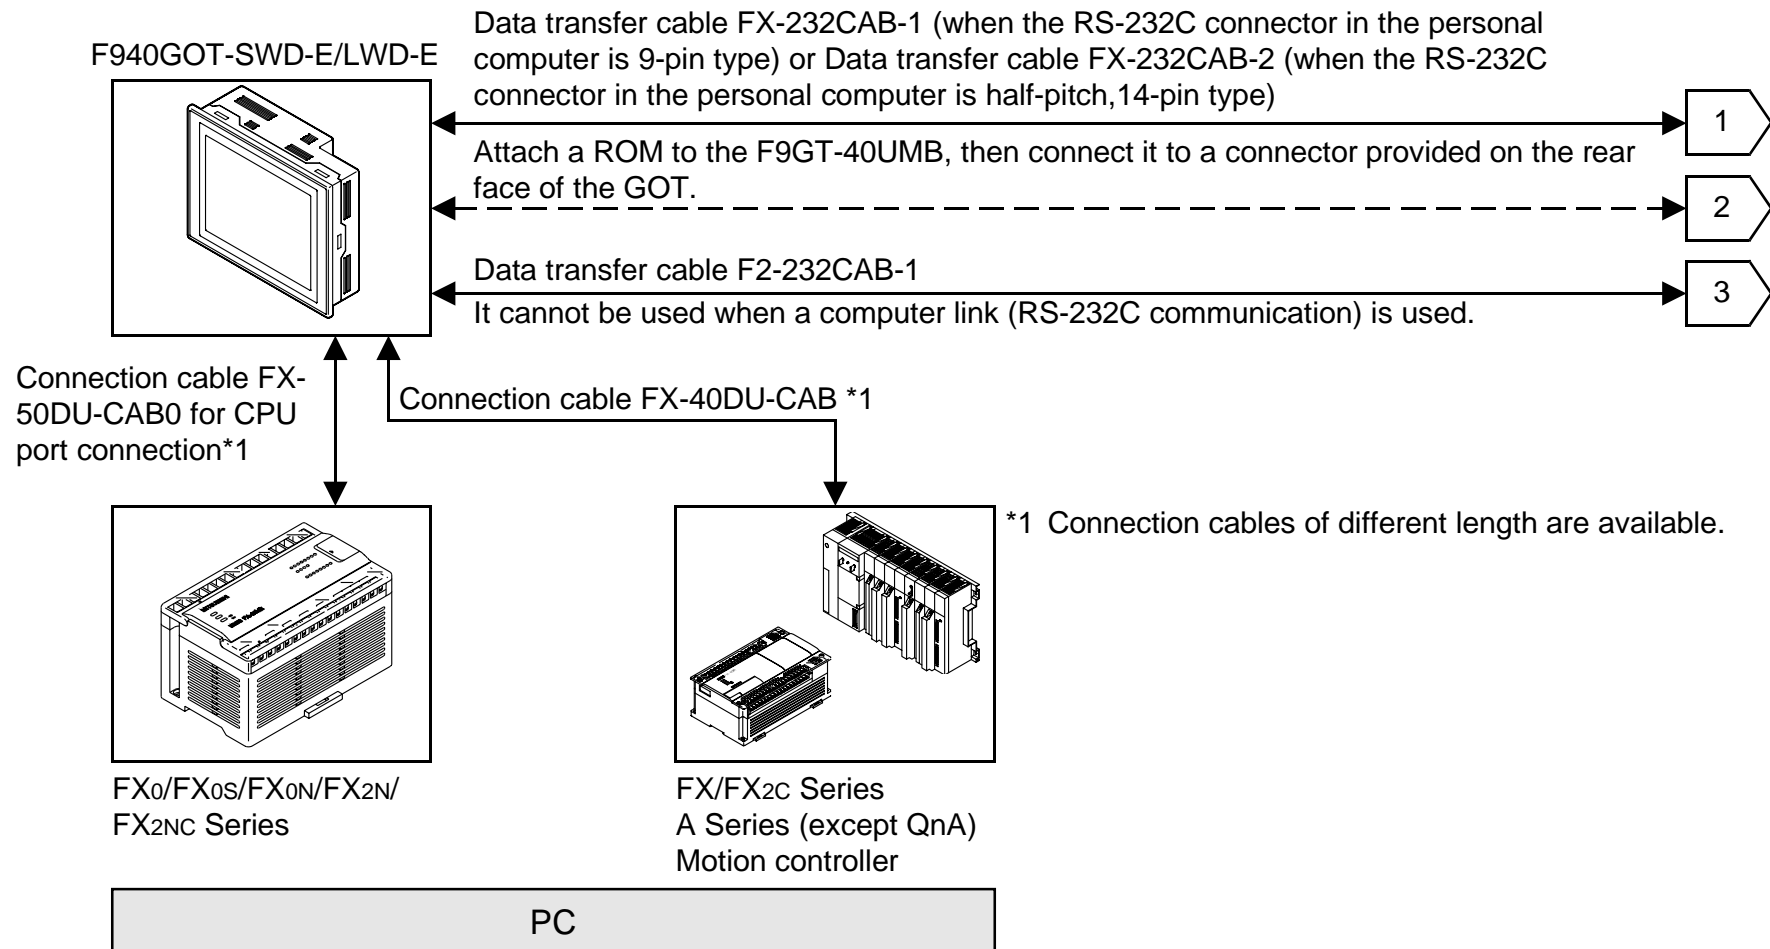 F940GOT-SWD-E/LWD-E
Data transfer cable FX-232CAB-1 (when the RS-232C connector in the personal
computer is 9-pin type) or Data transfer cable FX-232CAB-2 (when the RS-232C
connector in the personal computer is half-pitch,14-pin type)
1
Attach a ROM to the F9GT-40UMB, then connect it to a connector provided on the rear
face of the GOT.
2
Data transfer cable F2-232CAB-1
3
It cannot be used when a computer link (RS-232C communication) is used.
Connection cable FX-
50DU-CAB0 for CPU
port connection*1
Connection cable FX-40DU-CAB *1
*1 Connection cables of different length are available.
FX0/FX0S/FX0N/FX2N/
FX2NC Series
FX/FX2C Series
A Series (except QnA)
Motion controller
PC